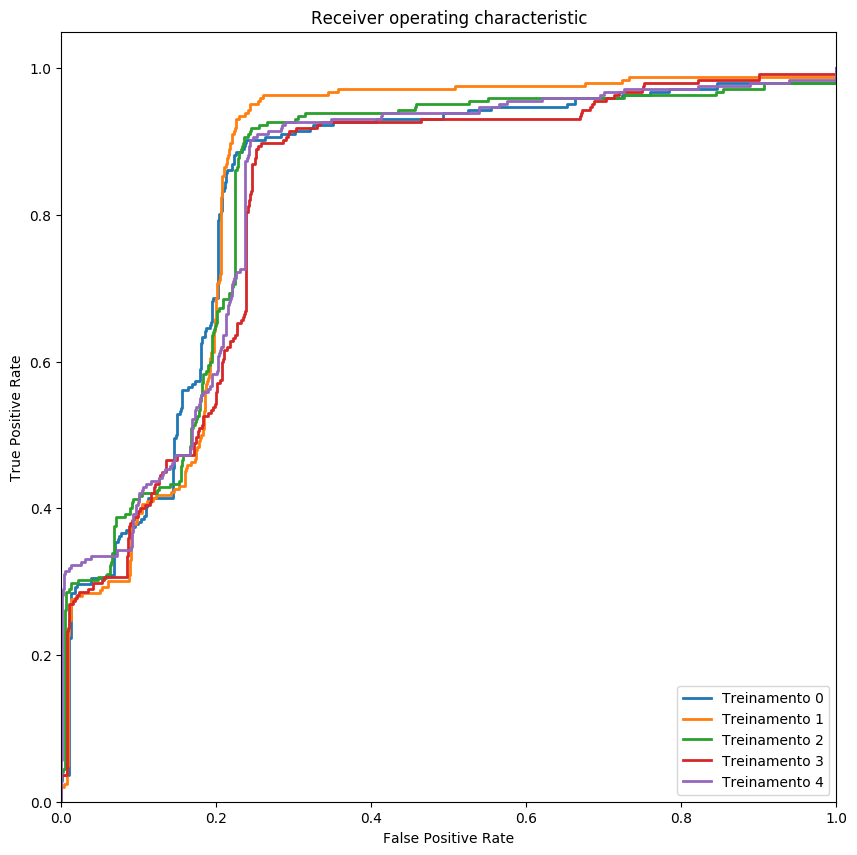 Receiver operating characteristic
True Positive Rate
1.0
0.8
0.6
0.4
0.2
0.0
Treinamento 0
Treinamento 1
Treinamento 2
Treinamento 3
Treinamento 4
0.0 0.2 0.4 0.6 0.8 1.0
False Positive Rate